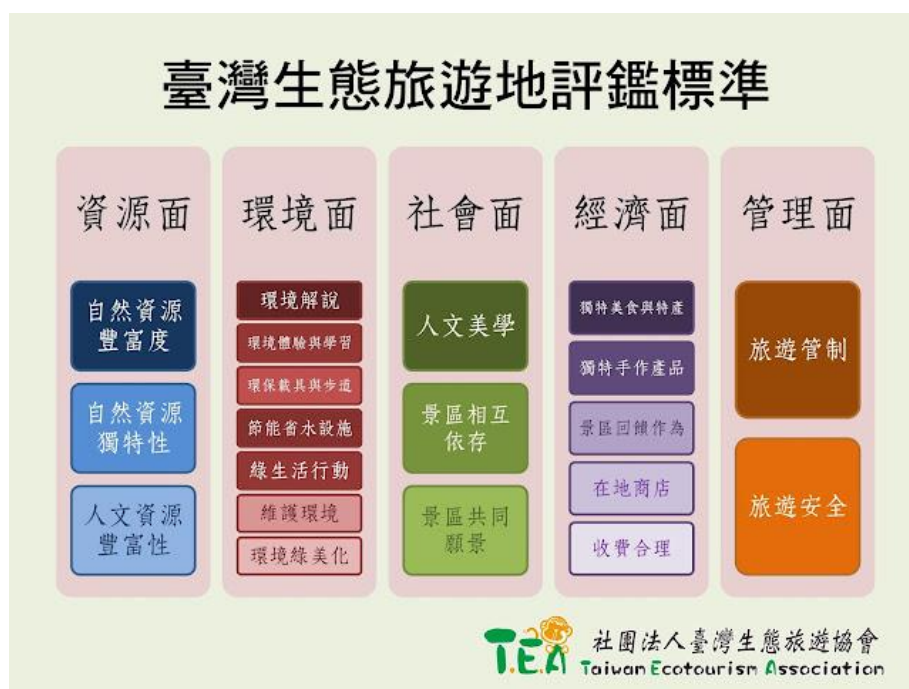 臺灣生態旅遊地評鑑標準
資源面
自然資源
豐富度
自然資源
獨特性
人文資源
豐富性
環境面
環境解說
環境體驗與學習
環保載具與步道
節能省水設施
綠生活行動
維護環境
環境綠美化
社會面
人文美學
景區相互
依存
景區共同
願景
經濟面
獨特美食與特產
獨特手作產品
景區回饋作為
在地商店
收費合理
管理面
旅遊管制
旅遊安全
T.E.A
社團法人臺灣生態旅遊協會
Taiwan Ecotourism Association